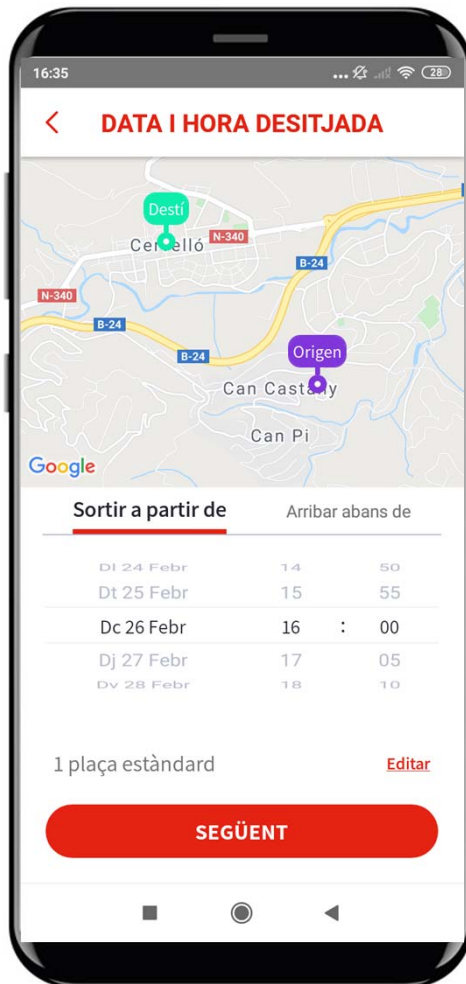 16:35
28
DATA I HORA DESITJADA
Destí
N-340
B-24
N-340
B-24
B-24
Origen
Can Pi
Google
Sortir a partir de Arribar abans de
Dl 24 Febr 14 50
Dt 25 Febr 15 55
Dc 26 Febr 16 : 00
Dj 27 Febr 17 05
Dv 28 Febr 18 10
1 plaça estàndard Editar
SEGÜENT